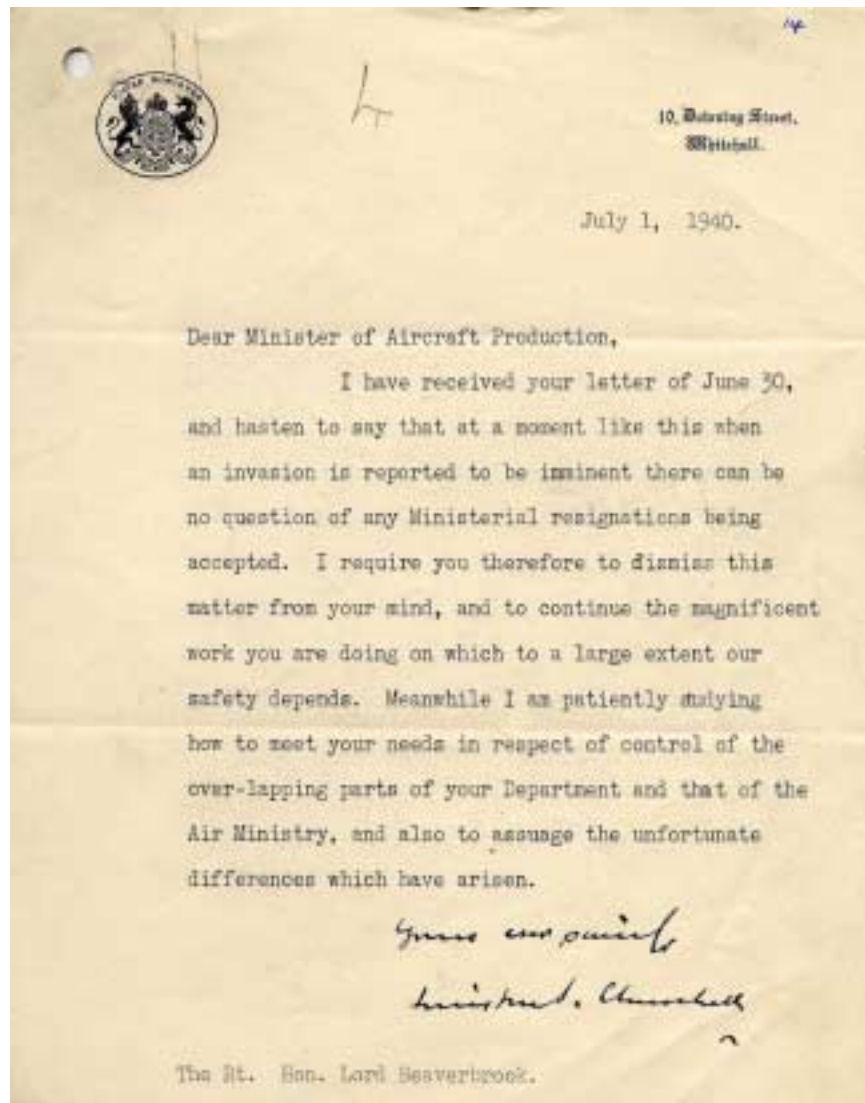 14
PRIME MINISTER
10, Downing Street,
Whitehall.
July 1, 1940.
Dear Minister of Aircraft Production,
I have received your letter of June 30,
and hasten to say that at a moment like this when
an invasion is reported to be imminent there can be
no question of any Ministerial resignations being
accepted. I require you therefore to dismiss this
matter from your mind, and to continue the magnificent
work you are doing on which to a large extent our
safety depends. Meanwhile I am patiently studying
how to meet your needs in respect of control of the
over-lapping parts of your Department and that of the
Air Ministry, and also to assuage the unfortunate
differences which have arisen.
Yours
Winston S. Churchill
The Rt. Hon. Lord Beaverbrook.